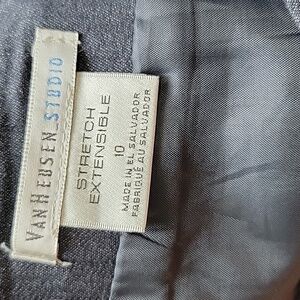 VAN HEUSEN STUDIO
STRETCH
EXTENSIBLE
10
MADE IN EL SALVADOR
FABRIQUÉ AU SALVADOR